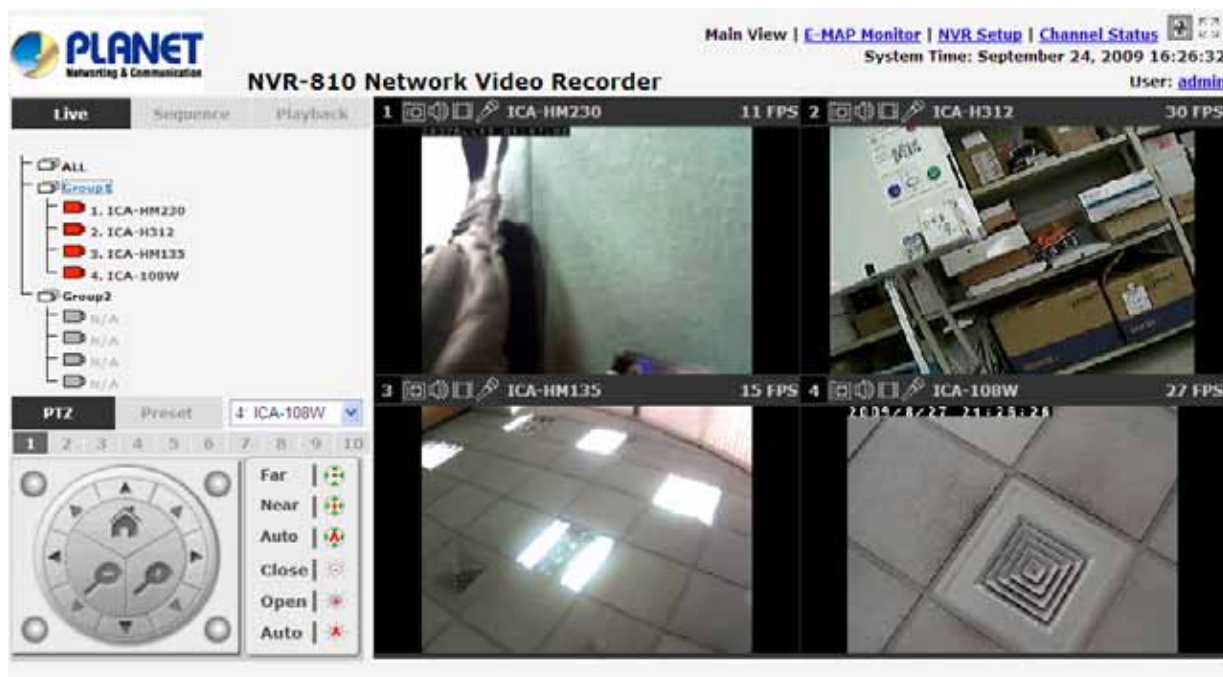 PLANET
Networking & Communication
NVR-810 Network Video Recorder
Main View | E-MAP Monitor | NVR Setup | Channel Status
System Time: September 24, 2009 16:26:32
User: admin
Live Sequence Playback
ALL
Group1
1. ICA-HM230
2. ICA-H312
3. ICA-HM135
4. ICA-108W
Group2
N/A
N/A
N/A
N/A
PTZ Preset 4: ICA-108W
1 2 3 4 5 6 7 8 9 10
Far
Near
Auto
Close
Open
Auto
1 ICA-HM230 11 FPS
2 ICA-H312 30 FPS
3 ICA-HM135 15 FPS
4 ICA-108W 27 FPS
2009/8/27 21:25:26